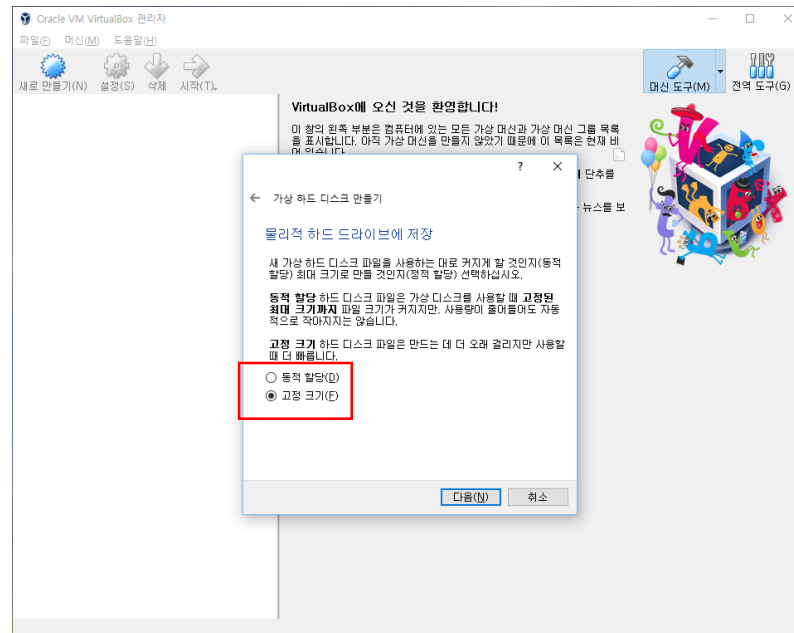 Oracle VM VirtualBox 관리자
파일(F) 머신(M) 도움말(H)
새로 만들기(N) 설정(S) 삭제 시작(T) 머신 도구(M) 전역 도구(G)
VirtualBox에 오신 것을 환영합니다!
이 창의 왼쪽 부분은 컴퓨터에 있는 모든 가상 머신과 가상 머신 그룹 목록
을 표시합니다. 아직 가상 머신을 만들지 않았기 때문에 이 목록은 현재 비
어 있습니다.
단추를
뉴스를 보
?
가상 하드 디스크 만들기
물리적 하드 드라이브에 저장
새 가상 하드 디스크 파일을 사용하는 대로 커지게 할 것인지(동적
할당) 최대 크기로 만들 것인지(정적 할당) 선택하십시오.
동적 할당 하드 디스크 파일은 가상 디스크를 사용할 때 고정된
최대 크기까지 파일 크기가 커지지만, 사용량이 줄어들어도 자동
적으로 작아지지는 않습니다.
고정 크기 하드 디스크 파일은 만드는 데 더 오래 걸리지만 사용할
때 더 빠릅니다.
동적 할당(D)
고정 크기(F)
다음(N) 취소